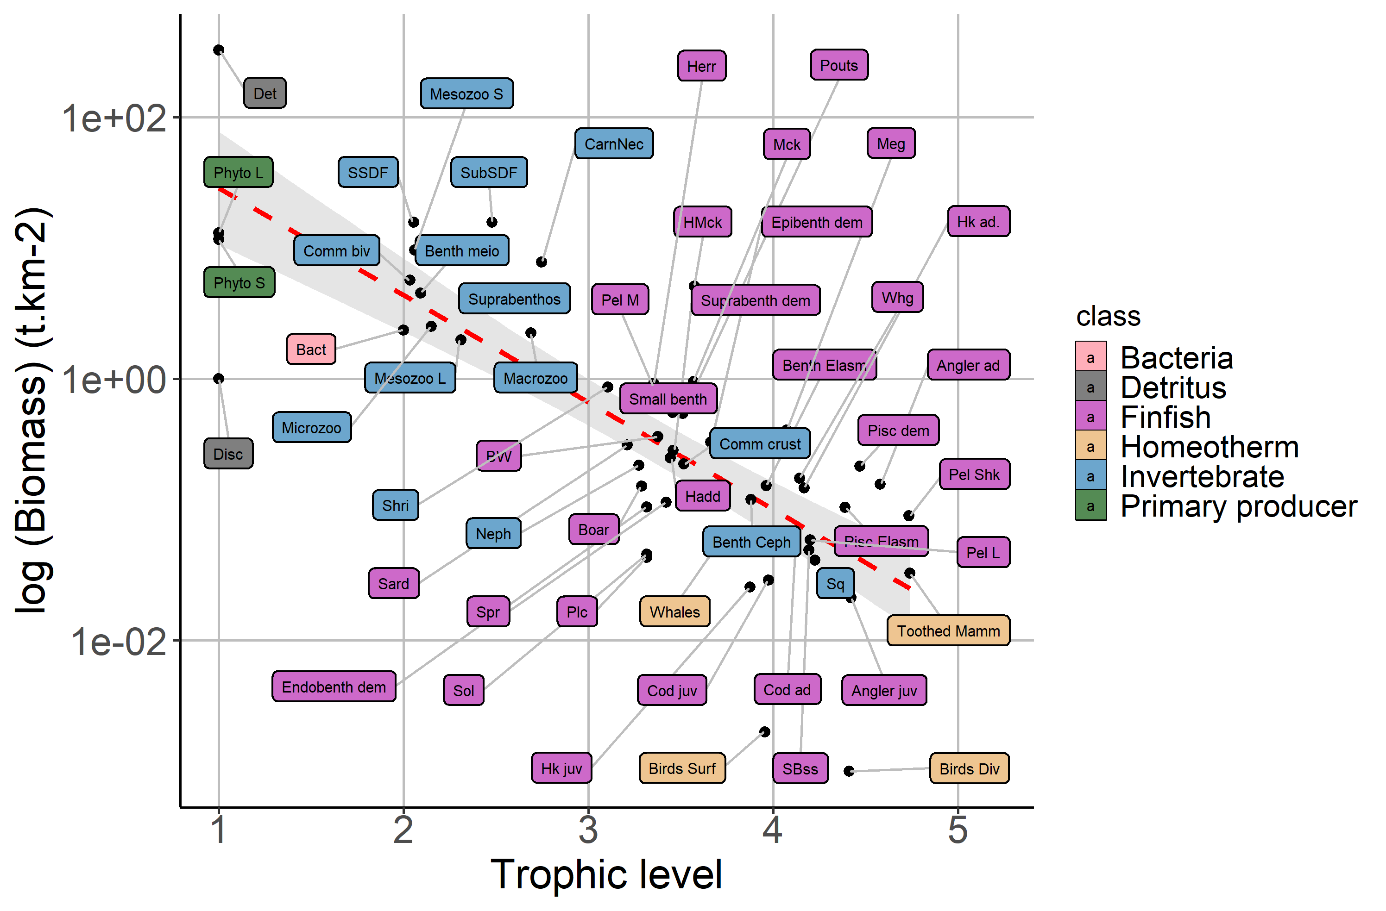 Herr
Pouts
Det
Mesozoo S
1e+02
CarnNec
Mck
Meg
Phyto L
SSDF
SubSDF
HMck
Epibenth dem
Hk ad.
Comm biv
Benth meio
Phyto S
Suprabenthos
Pel M
Suprabenth dem
Whg
class
Bact
a Bacteria
a Detritus
a Finfish
a Homeotherm
a Invertebrate
a Primary producer
Benth Elasm
Angler ad
1e+00
Mesozoo L
Macrozoo
Small benth
Microzoo
Pisc dem
Comm crust
Disc
BW
Pel Shk
Shri
Hadd
Neph
Boar
Benth Ceph
Pisc Elasm
Pel L
Sard
Sq
Spr
Plc
Whales
Toothed Mamm
1e-02
Endobenth dem
Sol
Cod juv
Cod ad
Angler juv
Hk juv
Birds Surf
SBss
Birds Div
log (Biomass) (t.km-2)
1 2 3 4 5
Trophic level